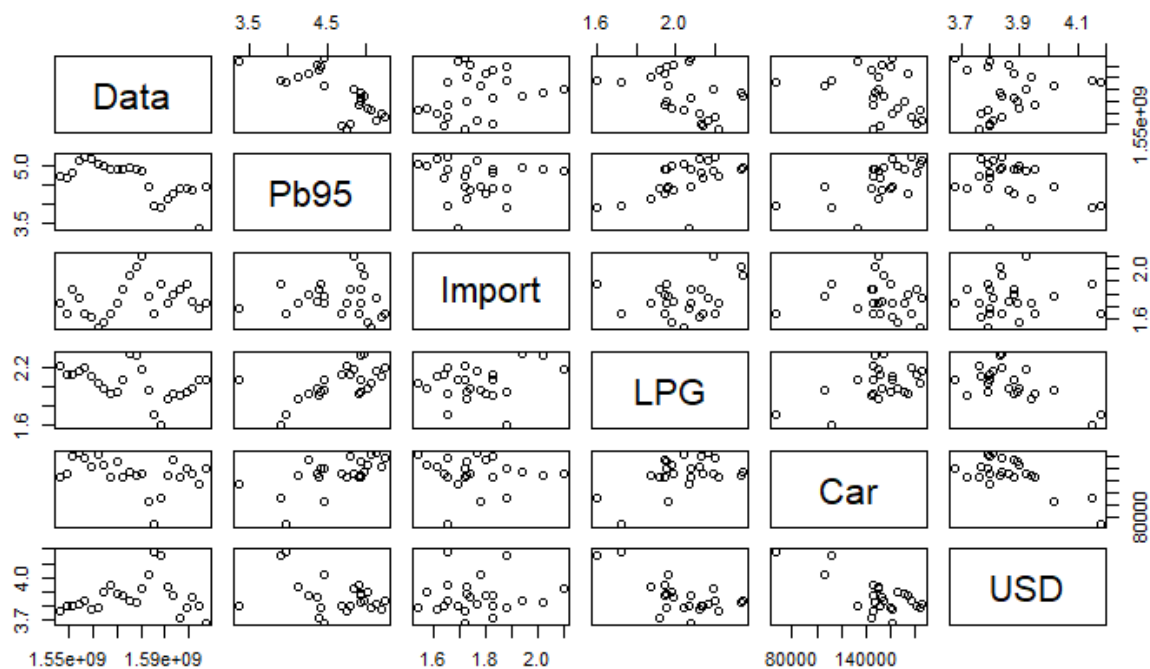 3.5 4.5
1.6 2.0
3.7 3.9 4.1
Data
1.55e+09
3.5 5.0
Pb95
Import
1.6 2.0
1.6 2.2
LPG
Car
80000
3.7 4.0
USD
1.55e+09 1.59e+09
1.6 2.0
80000 140000